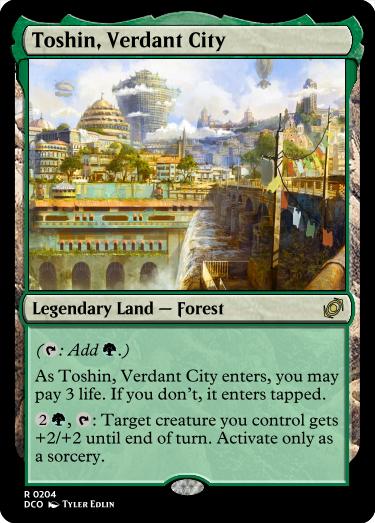 Toshin, Verdant City
Legendary Land — Forest
(: Add .)
As Toshin, Verdant City enters, you may
pay 3 life. If you don't, it enters tapped.
2, : Target creature you control gets
+2/+2 until end of turn. Activate only as
a sorcery.
R 0204
DCO Tyler Edlin